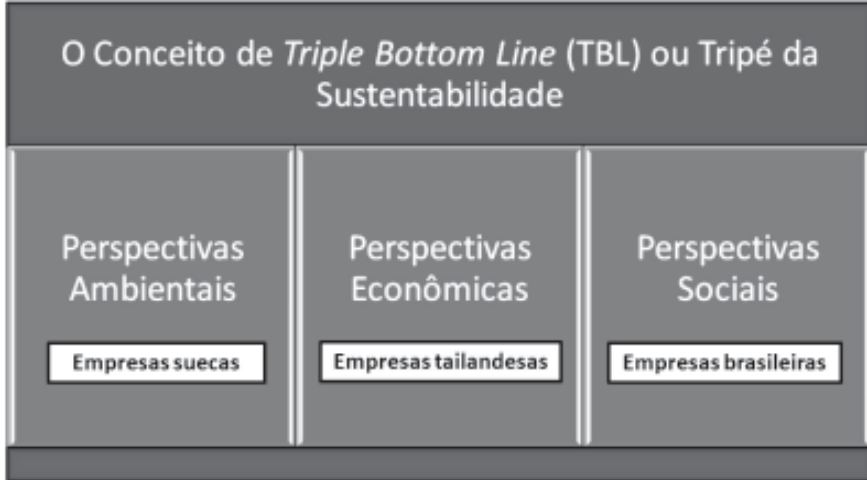 O Conceito de Triple Bottom Line (TBL) ou Tripé da
Sustentabilidade
Perspectivas
Ambientais
Empresas suecas
Perspectivas
Econômicas
Empresas tailandesas
Perspectivas
Sociais
Empresas brasileiras